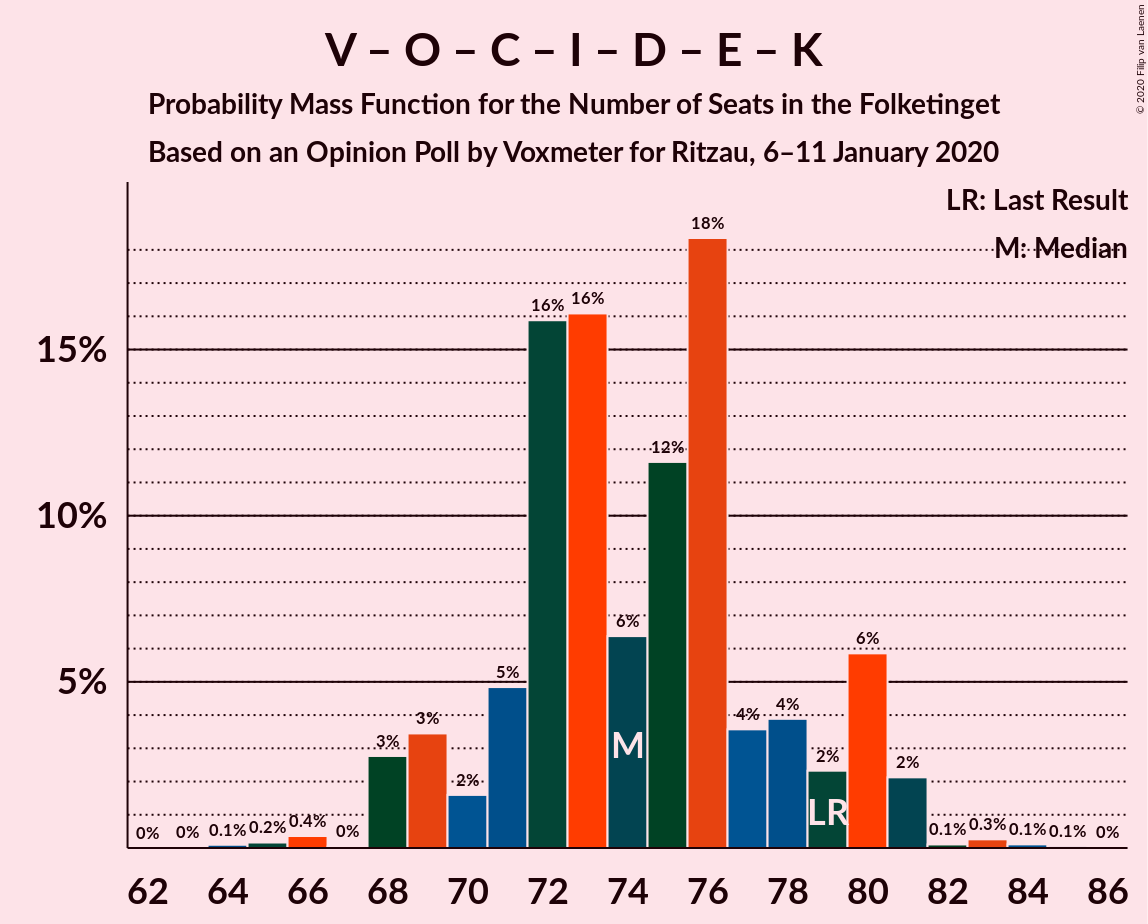 V – O – C – I – D – E – K
Probability Mass Function for the Number of Seats in the Folketinget
Based on an Opinion Poll by Voxmeter for Ritzau, 6–11 January 2020
© 2020 Filip van Laenen
LR: Last Result
M: Median
15%
10%
5%
0% 0% 0.1% 0.2% 0.4% 0% 3% 3% 2% 5% 16% 16% 6% 12% 18% 4% 4% 2% 6% 2% 0.1% 0.3% 0.1% 0.1% 0%
M
LR
62 64 66 68 70 72 74 76 78 80 82 84 86